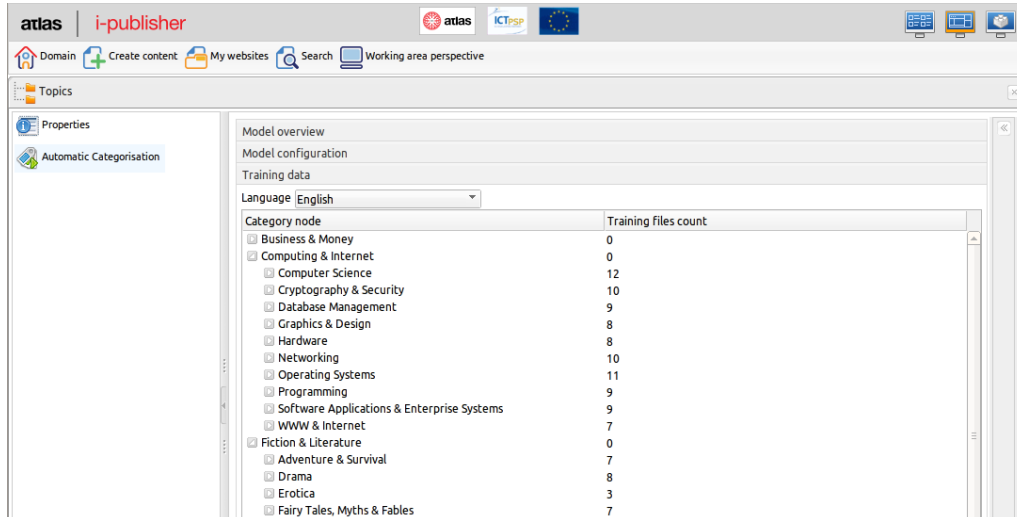 atlas i-publisher atlas ICTPSP
Domain Create content My websites Search Working area perspective
Topics
Properties
Automatic Categorisation
Model overview
Model configuration
Training data
Language English
Category node Training files count
Business & Money 0
Computing & Internet 0
Computer Science 12
Cryptography & Security 10
Database Management 9
Graphics & Design 8
Hardware 8
Networking 10
Operating Systems 11
Programming 9
Software Applications & Enterprise Systems 9
WWW & Internet 7
Fiction & Literature 0
Adventure & Survival 7
Drama 8
Erotica 3
Fairy Tales, Myths & Fables 7